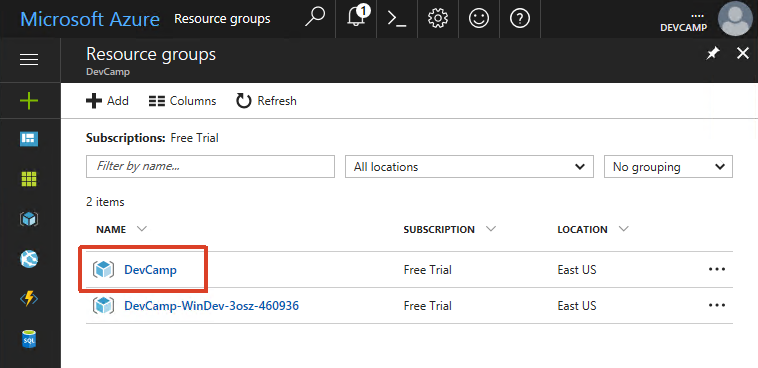 Microsoft Azure Resource groups 1 .... 
DEVCAMP
Resource groups
DevCamp
Add Columns Refresh
Subscriptions: Free Trial
Filter by name... All locations No grouping
2 items
NAME SUBSCRIPTION LOCATION
DevCamp Free Trial East US
DevCamp-WinDev-3osz-460936 Free Trial East US
SQL